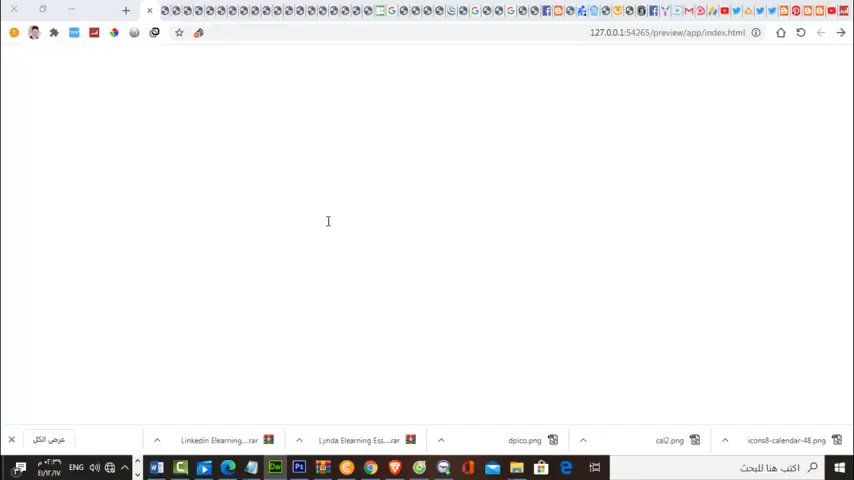 127.0.0.1:54265/preview/app/index.html
عرض الكل
Linkedin Elearning....rar
Lynda Elearning Ess....rar
dpico.png
cal2.png
icons8-calendar-48.png
ENG
اكتب هنا للبحث